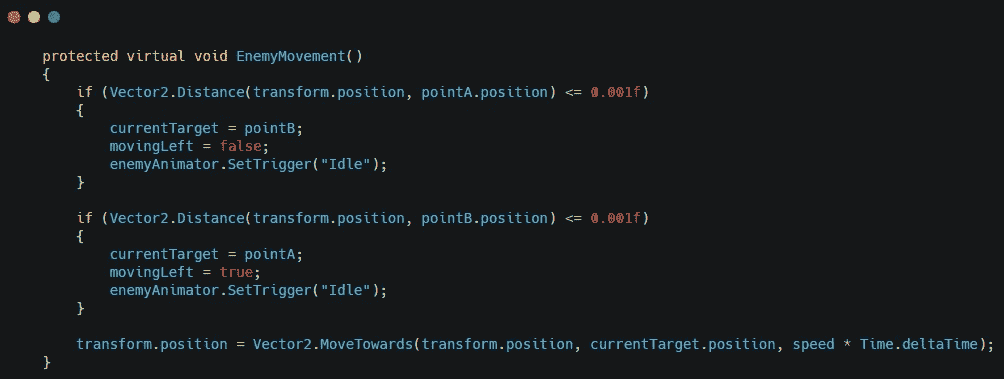 protected virtual void EnemyMovement()
{
if (Vector2.Distance(transform.position, pointA.position) <= 0.001f)
{
currentTarget = pointB;
movingLeft = false;
enemyAnimator.SetTrigger("Idle");
}
if (Vector2.Distance(transform.position, pointB.position) <= 0.001f)
{
currentTarget = pointA;
movingLeft = true;
enemyAnimator.SetTrigger("Idle");
}
transform.position = Vector2.MoveTowards(transform.position, currentTarget.position, speed * Time.deltaTime);
}